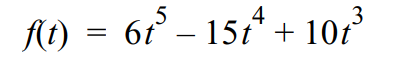 f(t) = 6t⁵ – 15t⁴ + 10t³